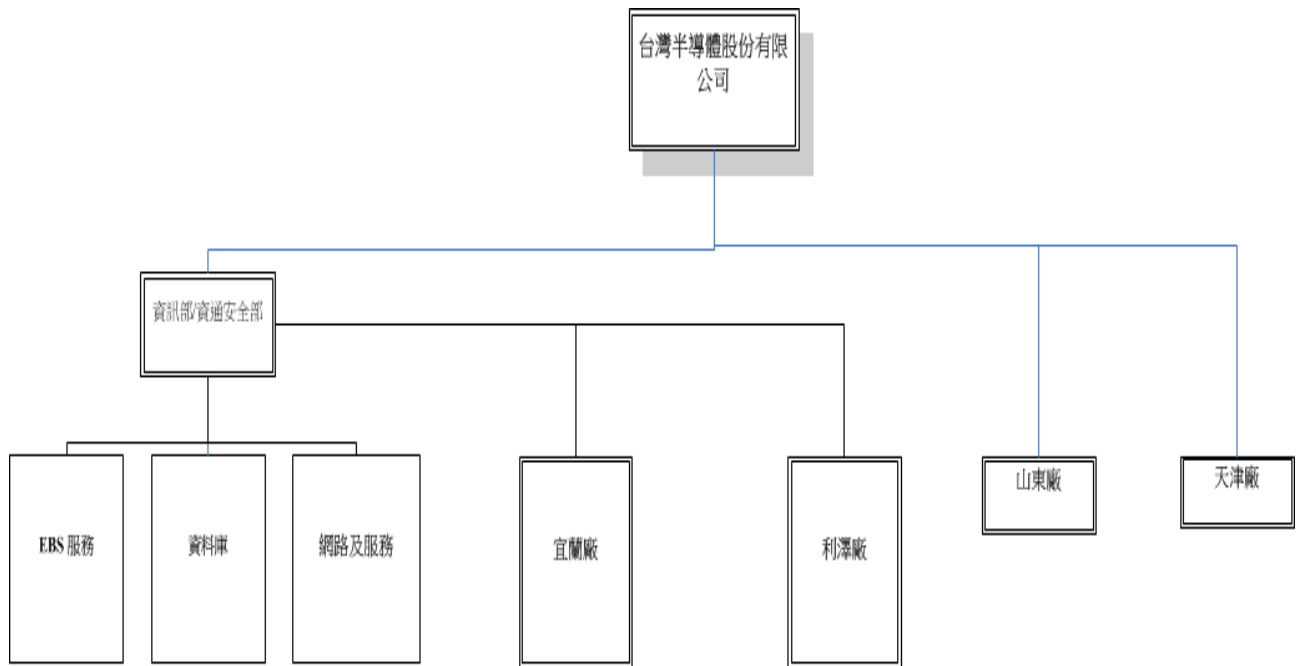 台灣半導體股份有限
公司
資訊部/資通安全部
EBS 服務
資料庫
網路及服務
宜蘭廠
利澤廠
山東廠
天津廠